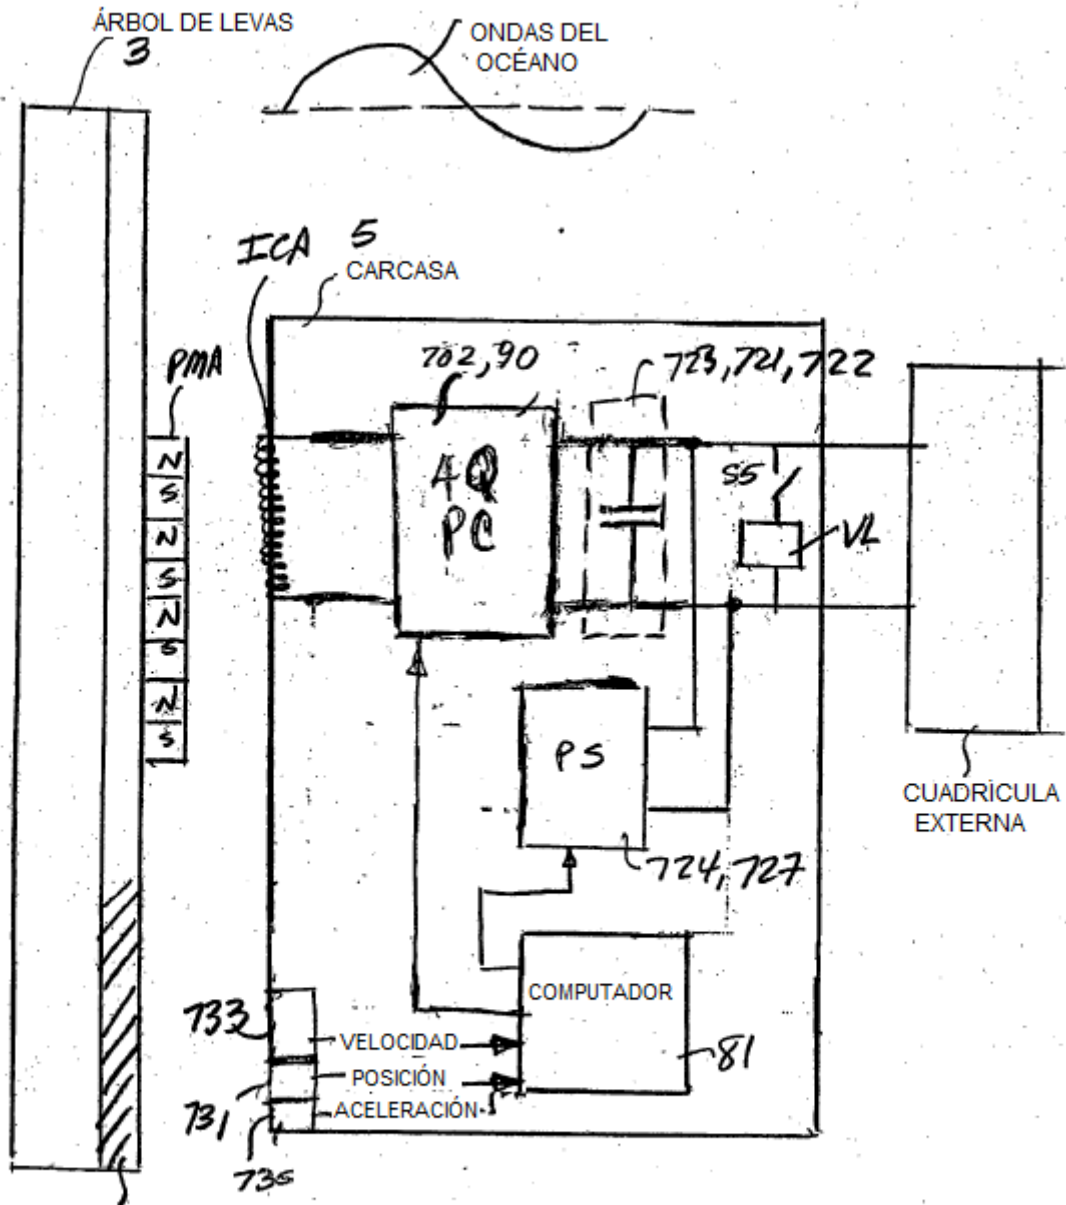 ÁRBOL DE LEVAS
3
ONDAS DEL
OCÉANO
ICA
5
CARCASA
PMA
702, 90
723, 721, 722
4Q
PC
N
S
N
S
N
S
N
S
S5
VL
PS
724, 727
CUADRÍCULA
EXTERNA
COMPUTADOR
81
733
VELOCIDAD
731
POSICIÓN
ACELERACIÓN
735